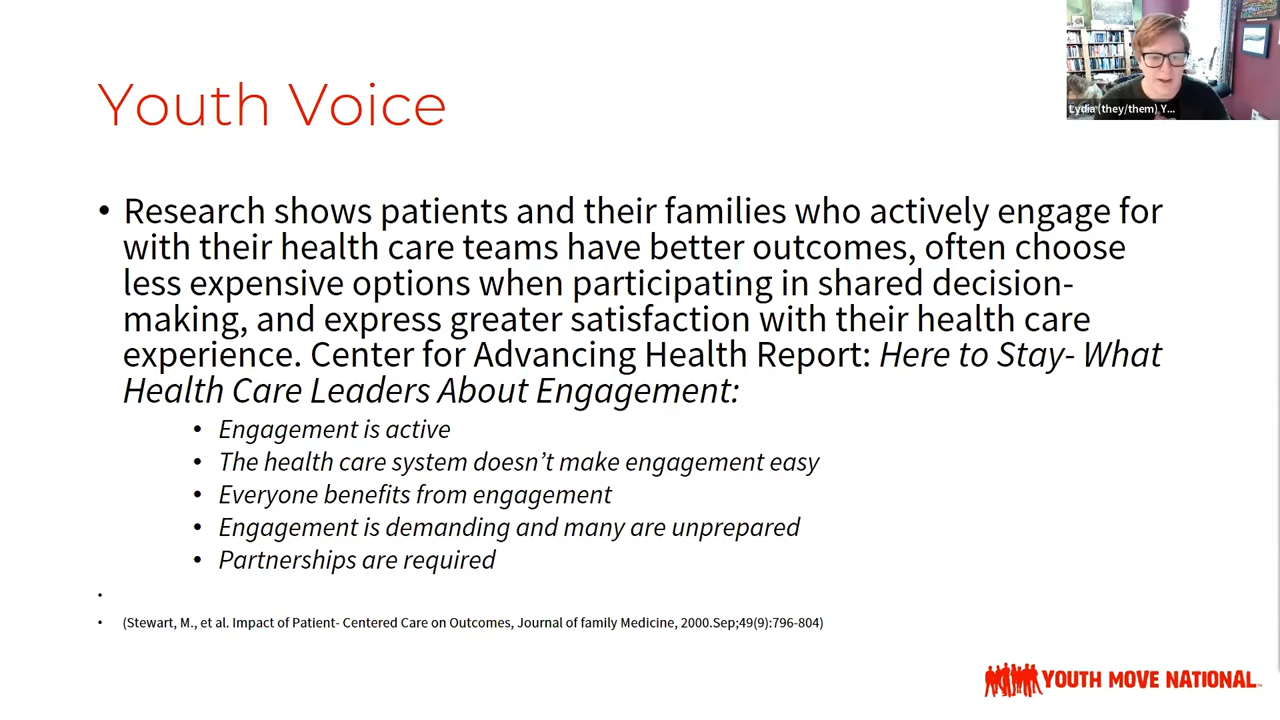 Youth Voice
Lydia (they/them) Y...
• Research shows patients and their families who actively engage for
with their health care teams have better outcomes, often choose
less expensive options when participating in shared decision-
making, and express greater satisfaction with their health care
experience. Center for Advancing Health Report: Here to Stay- What
Health Care Leaders About Engagement:
• Engagement is active
• The health care system doesn’t make engagement easy
• Everyone benefits from engagement
• Engagement is demanding and many are unprepared
• Partnerships are required
•
• (Stewart, M., et al. Impact of Patient- Centered Care on Outcomes, Journal of family Medicine, 2000.Sep;49(9):796-804)
YOUTH MOVE NATIONAL